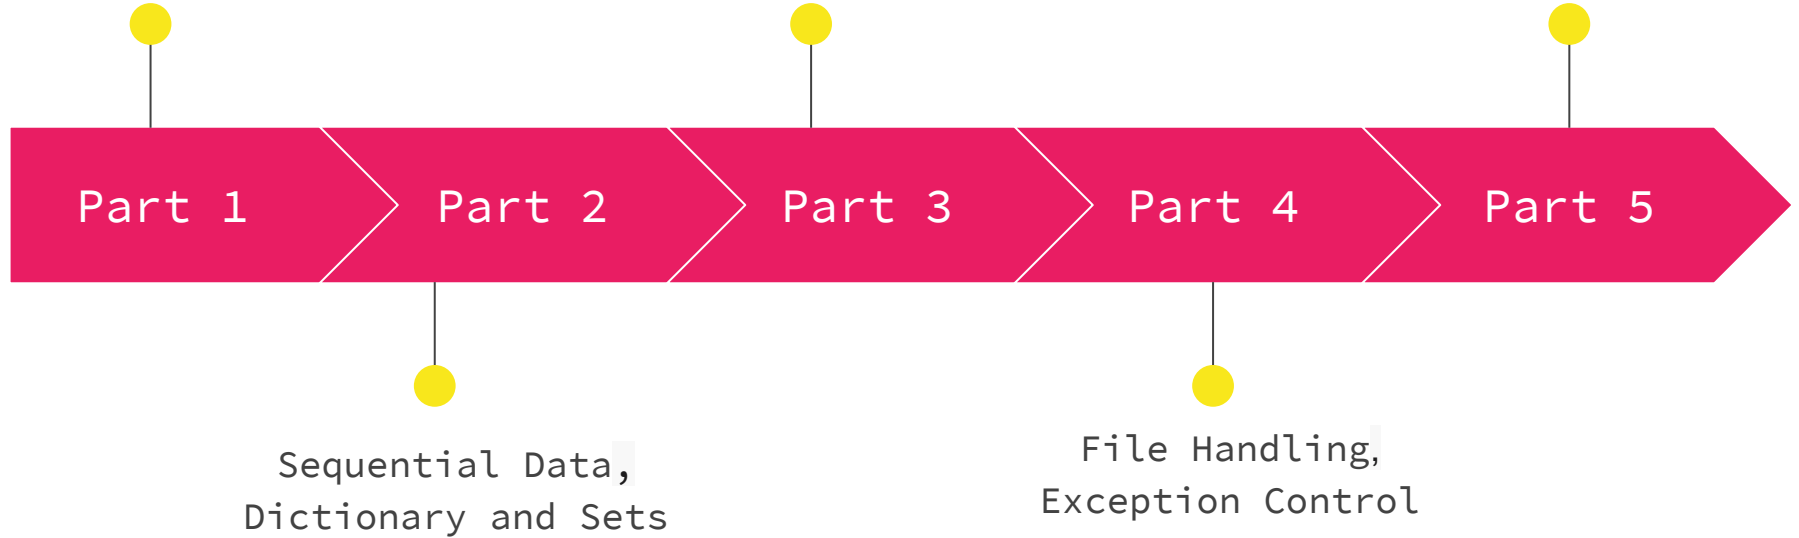 Part 1
Part 2
Part 3
Part 4
Part 5
Sequential Data,
Dictionary and Sets
File Handling,
Exception Control